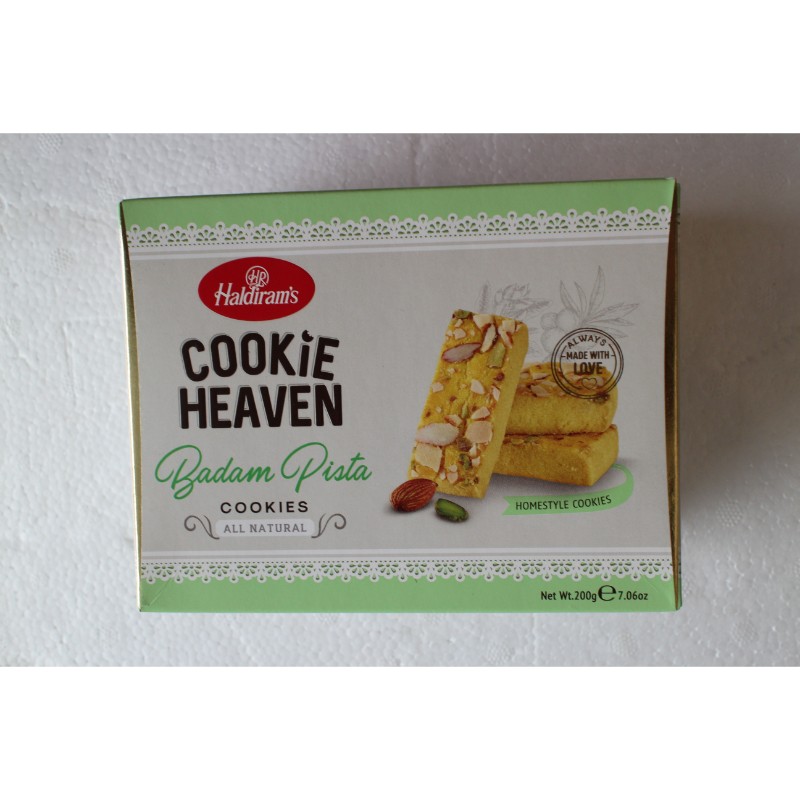 HR
Haldiram's
COOKiE
HEAVEN
Badam Pista
COOKIES
ALL NATURAL
ALWAYS
MADE WITH
LOVE
HOMESTYLE COOKIES
Net Wt.200g℮7.06oz